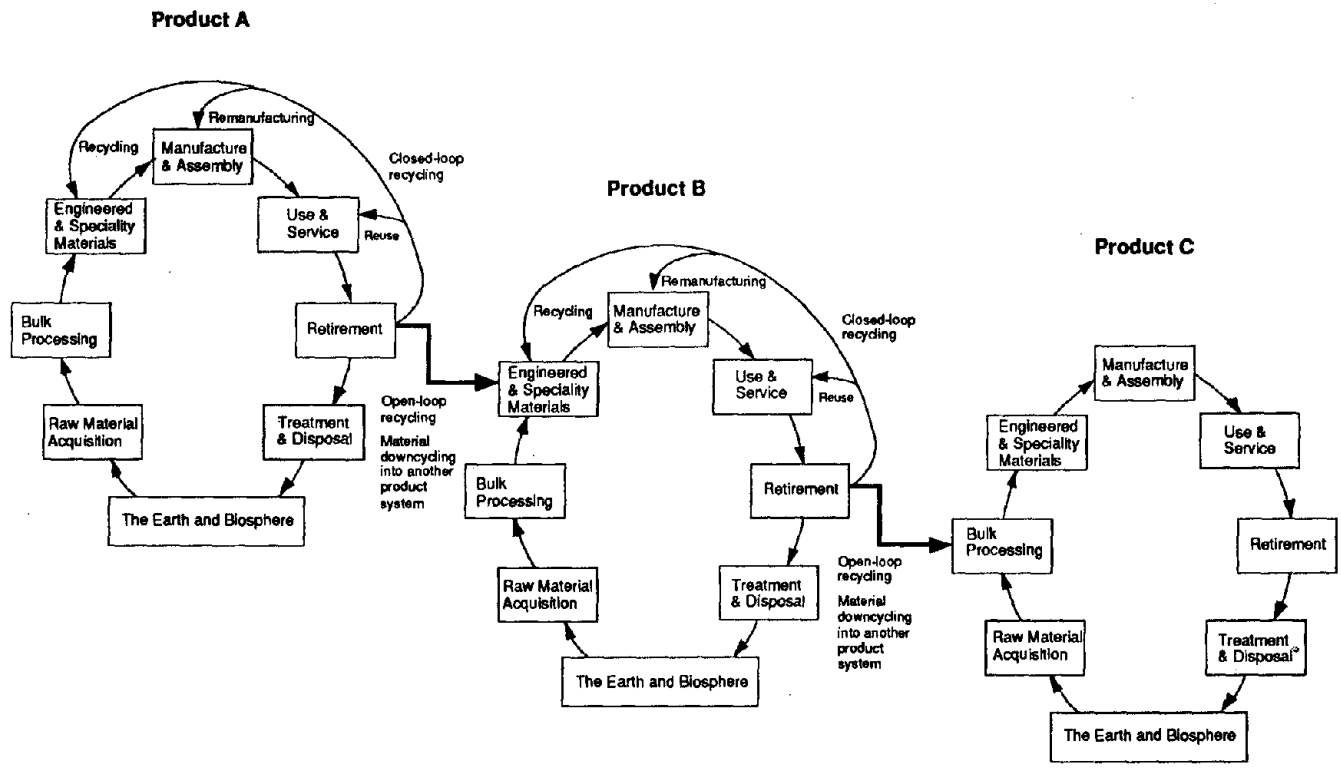 Product A
Remanufacturing
Recycling
Manufacture
& Assembly
Closed-loop
recycling
Engineered
& Speciality
Materials
Use &
Service
Reuse
Bulk
Processing
Retirement
Raw Material
Acquisition
Treatment
& Disposal
Open-loop
recycling
Material
downcycling
into another
product
system
The Earth and Biosphere
Product B
Remanufacturing
Recycling
Manufacture
& Assembly
Closed-loop
recycling
Engineered
& Speciality
Materials
Use &
Service
Reuse
Bulk
Processing
Retirement
Raw Material
Acquisition
Treatment
& Disposal
Open-loop
recycling
Material
downcycling
into another
product
system
The Earth and Biosphere
Product C
Manufacture
& Assembly
Engineered
& Speciality
Materials
Use &
Service
Bulk
Processing
Retirement
Raw Material
Acquisition
Treatment
& Disposal
The Earth and Biosphere